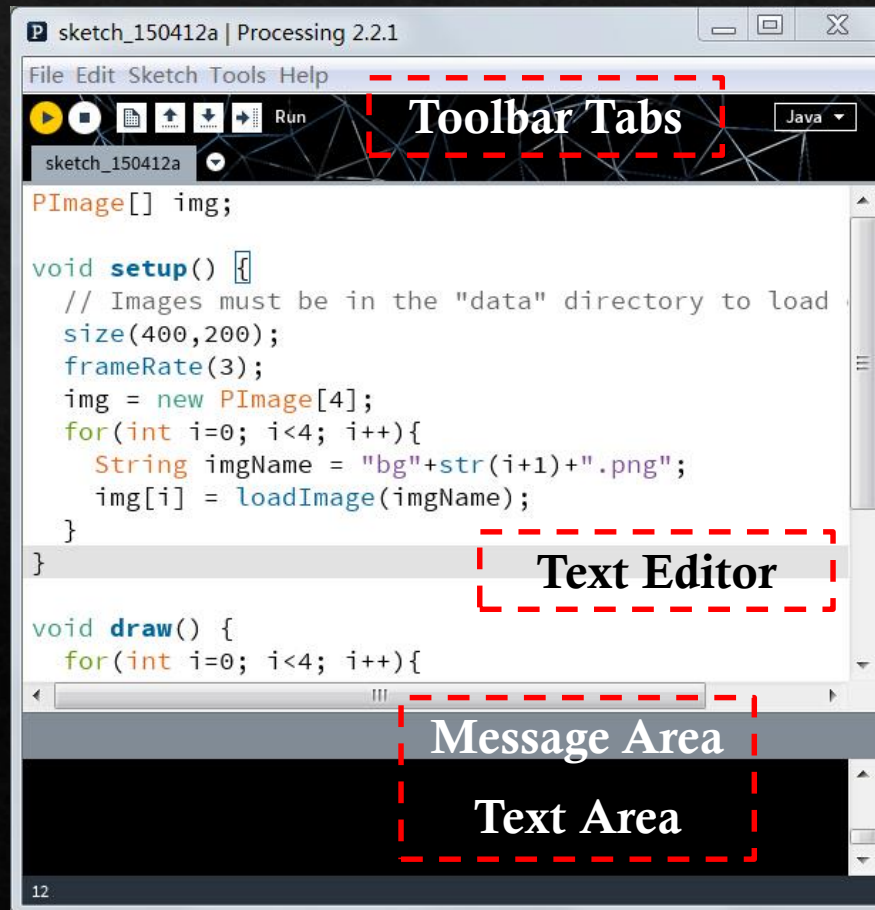 sketch_150412a | Processing 2.2.1
File Edit Sketch Tools Help
Run
Toolbar Tabs
Java
sketch_150412a
PImage[] img;
void setup() {
// Images must be in the "data" directory to load
size(400,200);
frameRate(3);
img = new PImage[4];
for(int i=0; i<4; i++){
String imgName = "bg"+str(i+1)+".png";
img[i] = loadImage(imgName);
}
}
Text Editor
void draw() {
for(int i=0; i<4; i++){
Message Area
Text Area
12